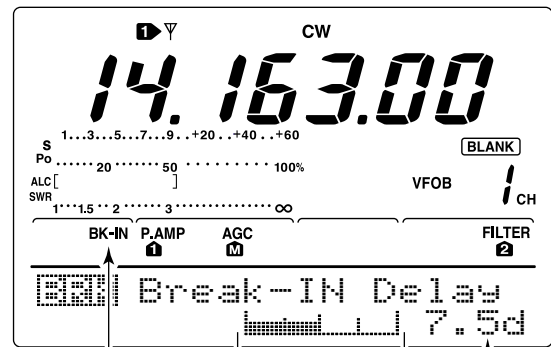 1 CW
14.163.00
S 1...3...5...7...9..+20..+40..+60
Po ......20......50..........100%
BLANK
ALC [ ]
VFOB 1 CH
SWR 1··1.5··2······3············∞
BK-IN P.AMP AGC FILTER
1 M 2
Break-IN Delay
7.5d